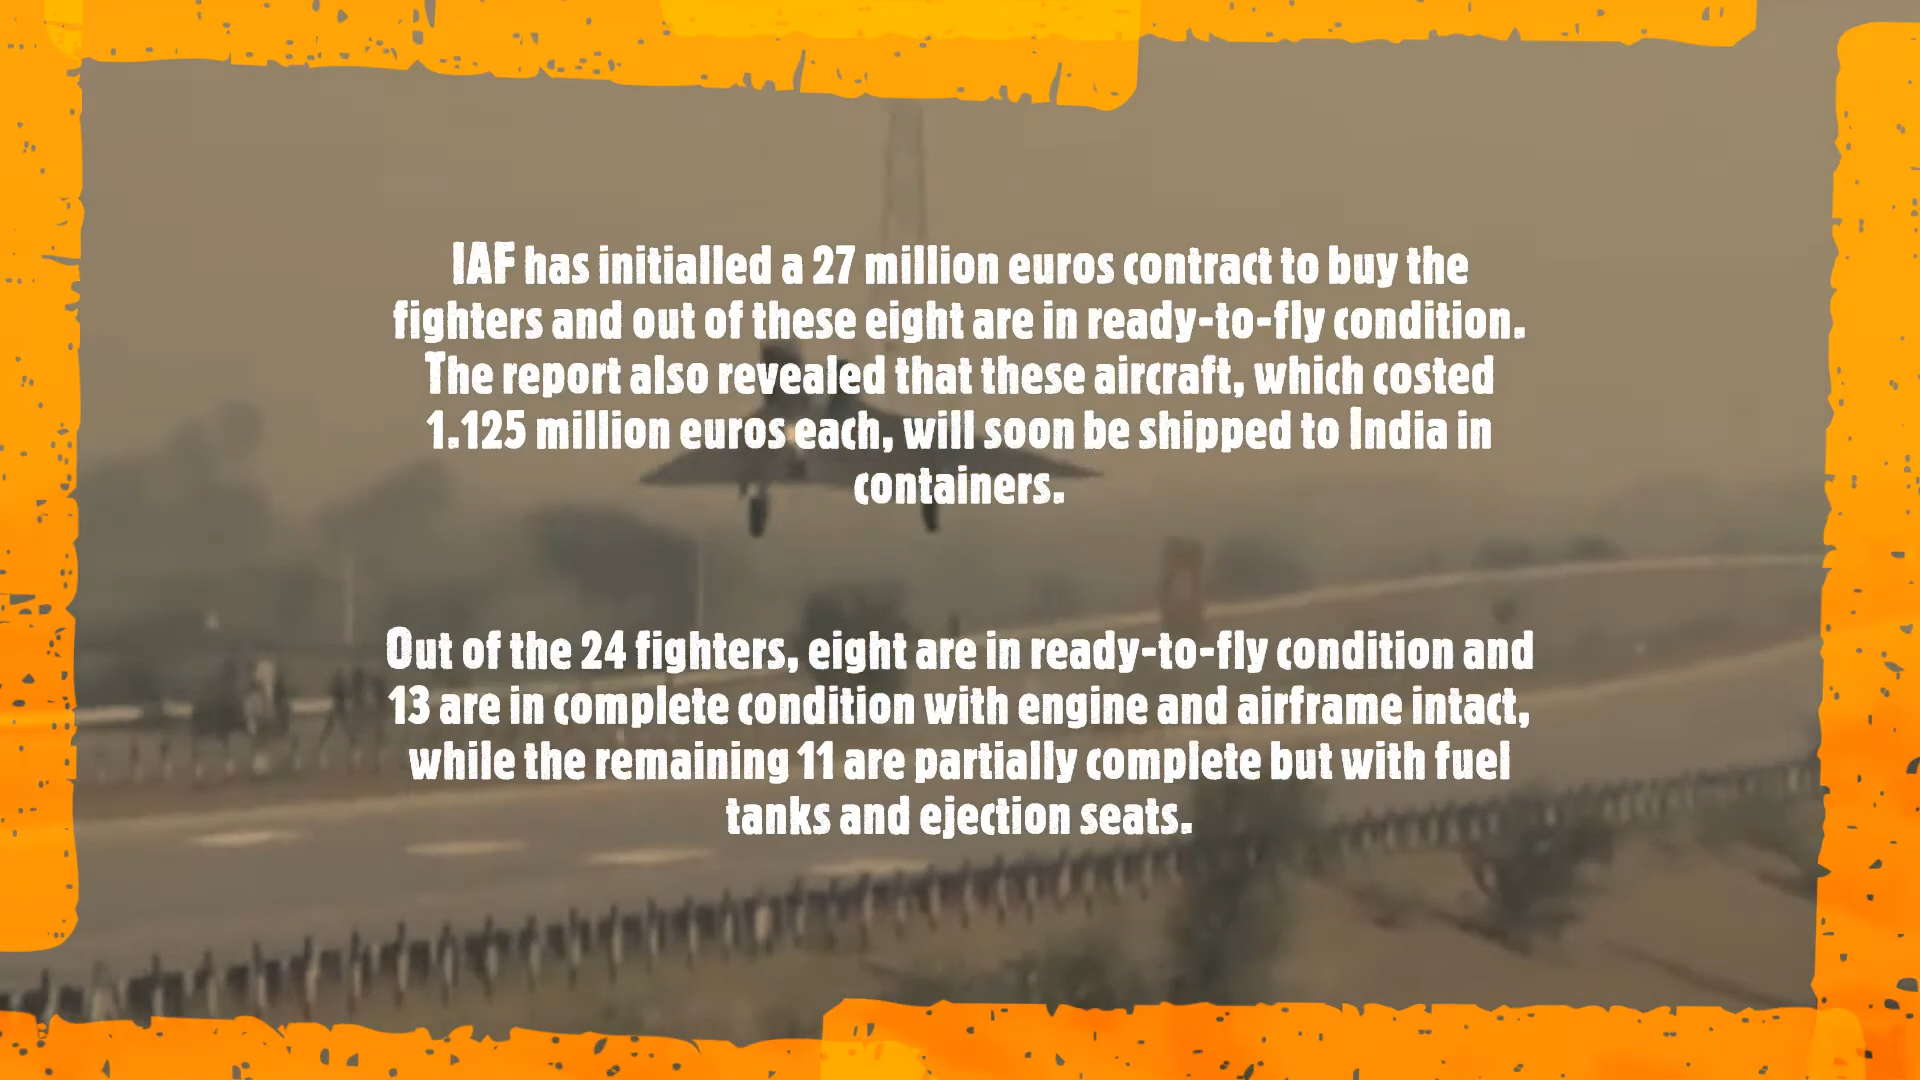 IAF has initialled a 27 million euros contract to buy the
fighters and out of these eight are in ready-to-fly condition.
The report also revealed that these aircraft, which costed
1.125 million euros each, will soon be shipped to India in
containers.
Out of the 24 fighters, eight are in ready-to-fly condition and
13 are in complete condition with engine and airframe intact,
while the remaining 11 are partially complete but with fuel
tanks and ejection seats.